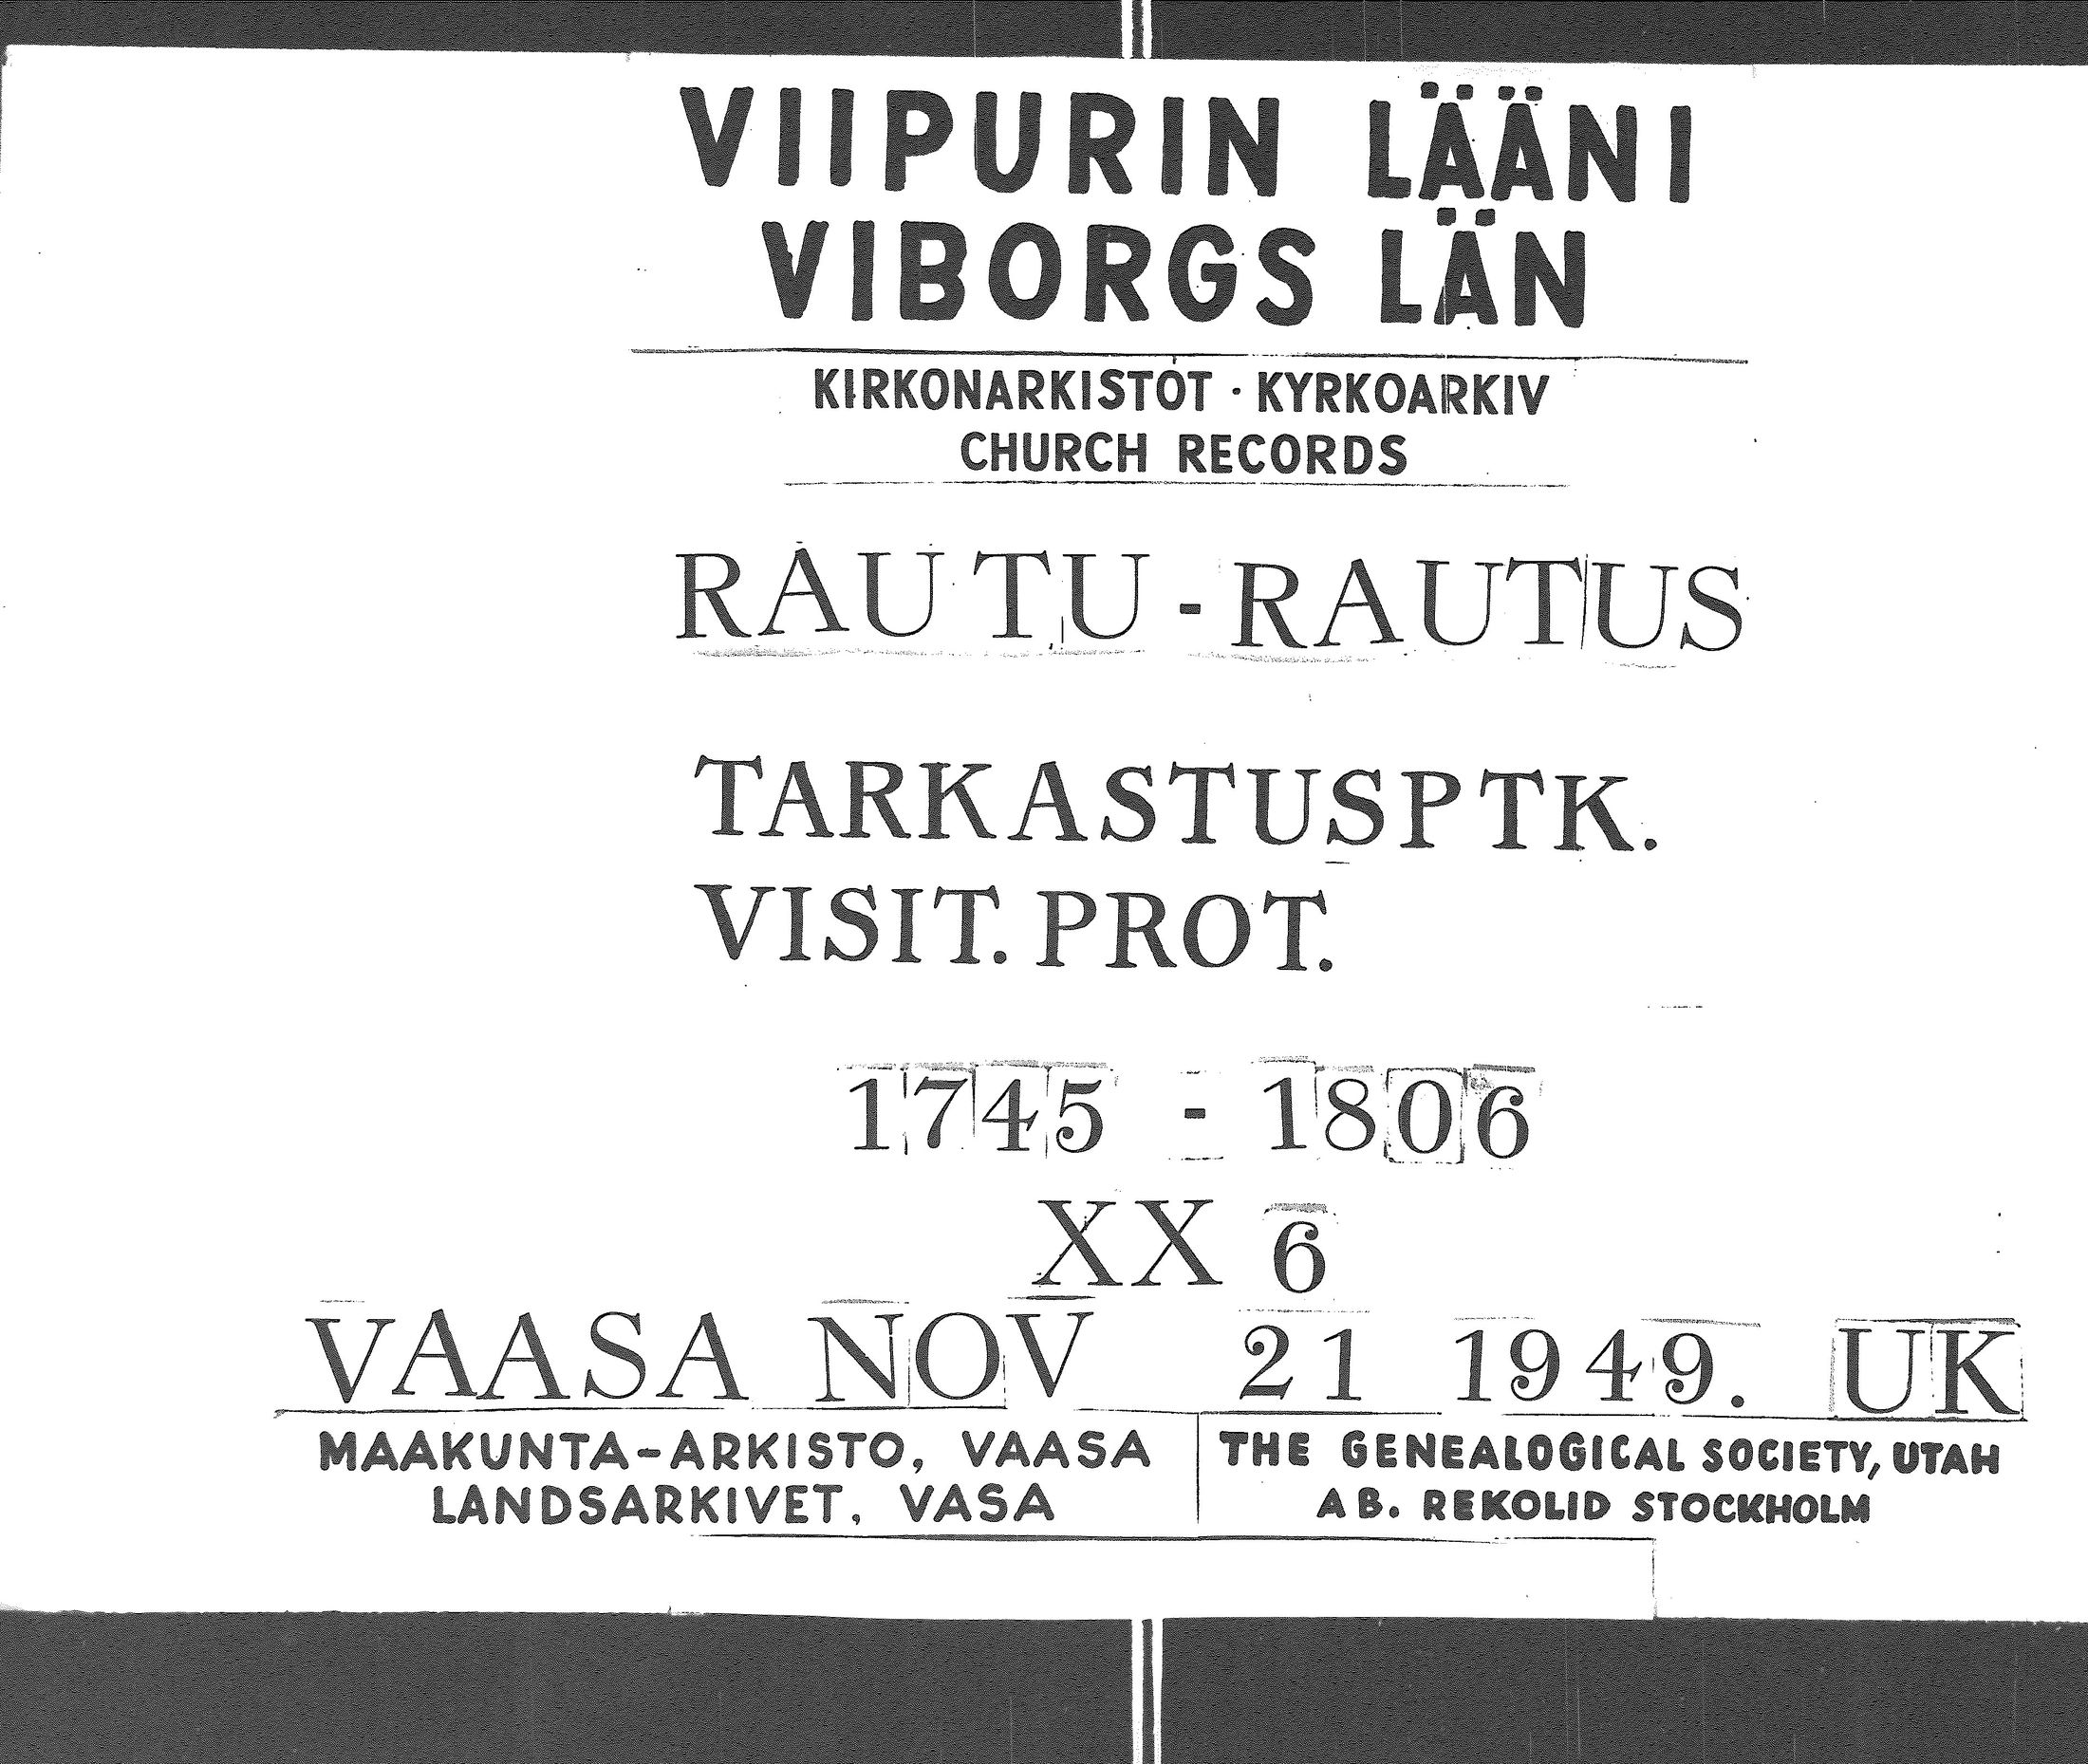 VIIPURIN LÄÄNI
VIBORGS LÄN
KIRKONARKISTOT · KYRKOARKIV
CHURCH RECORDS
RAUTU - RAUTUS
TARKASTUSPTK.
VISIT. PROT.
1745 - 1806
XX 6
VAASA NOV 21 1949. UK
MAAKUNTA-ARKISTO, VAASA
LANDSARKIVET, VASA
THE GENEALOGICAL SOCIETY, UTAH
AB. REKOLID STOCKHOLM